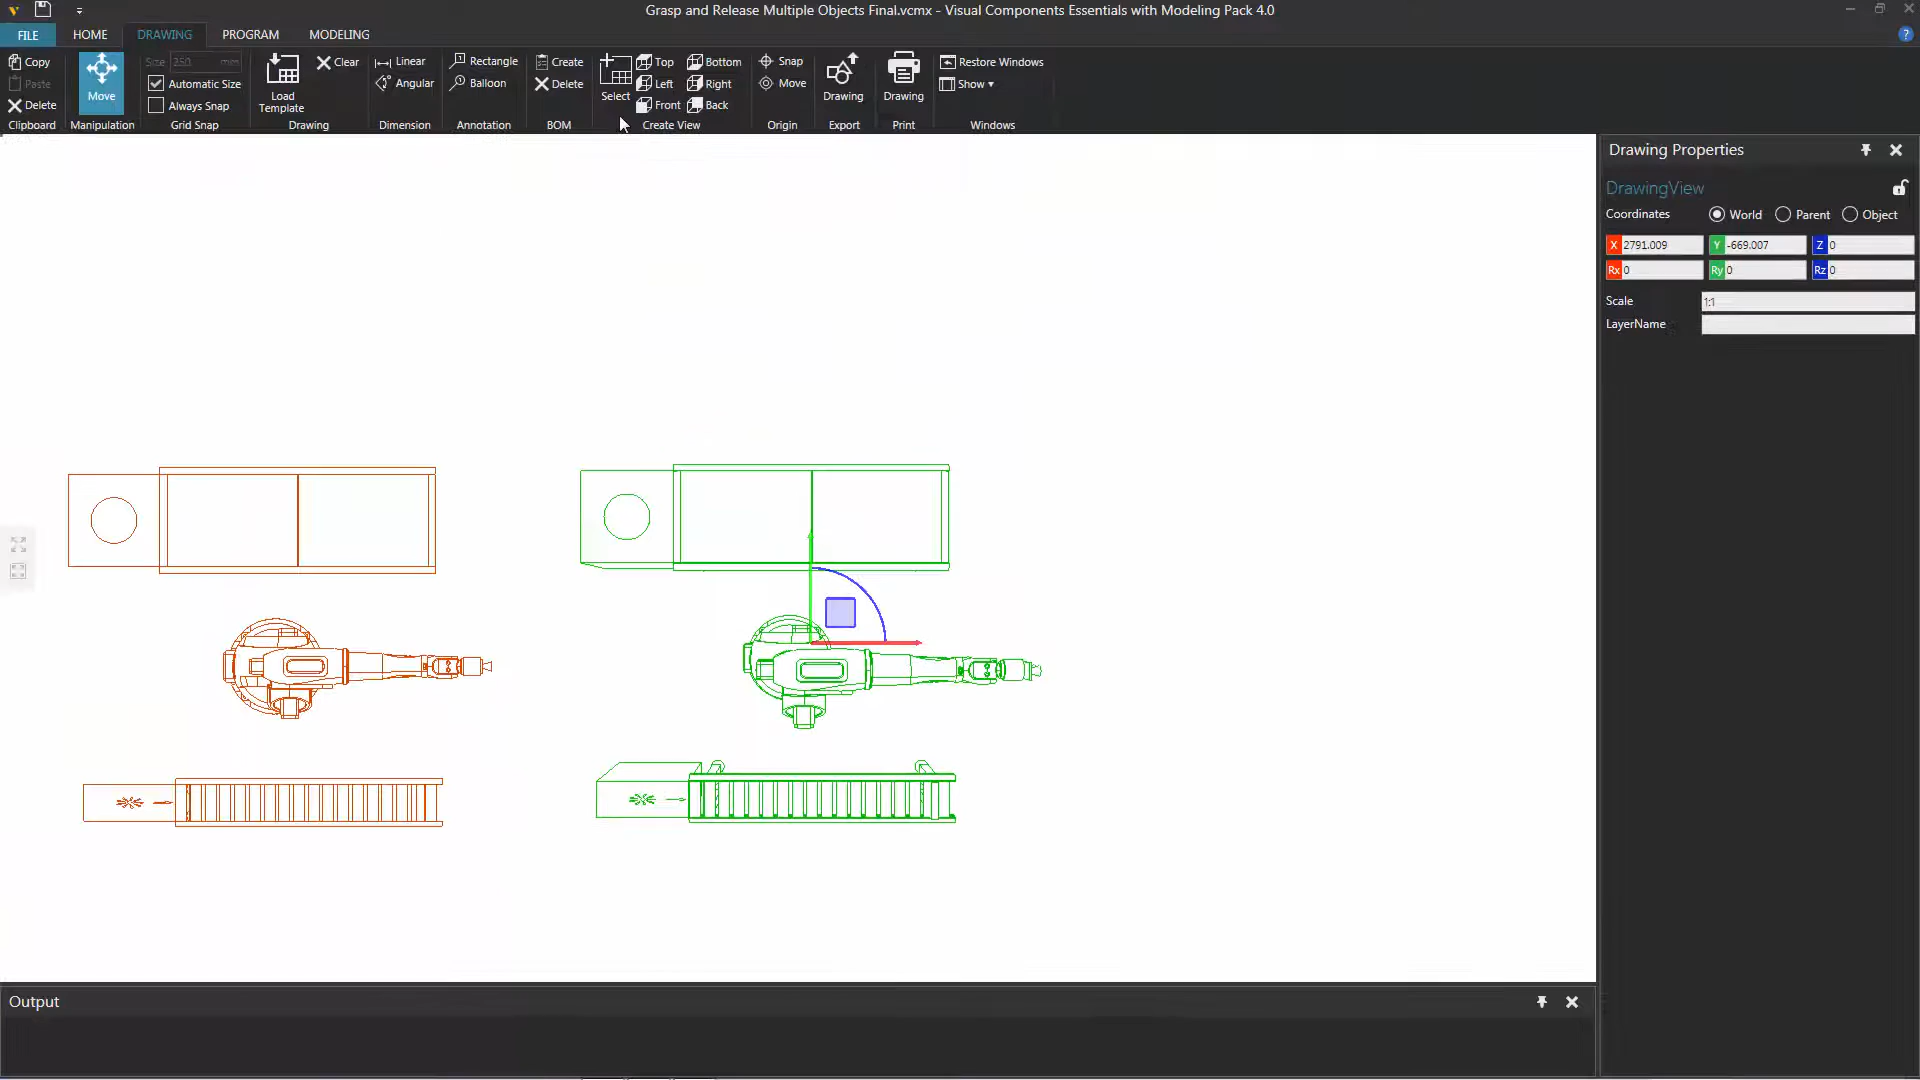 Grasp and Release Multiple Objects Final.vcmx - Visual Components Essentials with Modeling Pack 4.0
FILE HOME DRAWING PROGRAM MODELING
Copy
Paste
Delete
Clipboard
Move
Manipulation
Size 250 mm
Automatic Size
Always Snap
Grid Snap
Load Template
Clear
Drawing
Linear
Angular
Dimension
Rectangle
Balloon
Annotation
Create
Delete
BOM
Select
Top Bottom
Left Right
Front Back
Create View
Snap
Move
Origin
Drawing
Export
Drawing
Print
Restore Windows
Show
Windows
Drawing Properties
DrawingView
Coordinates World Parent Object
X 2791.009 Y -669.007 Z 0
Rx 0 Ry 0 Rz 0
Scale 1:1
LayerName
Output